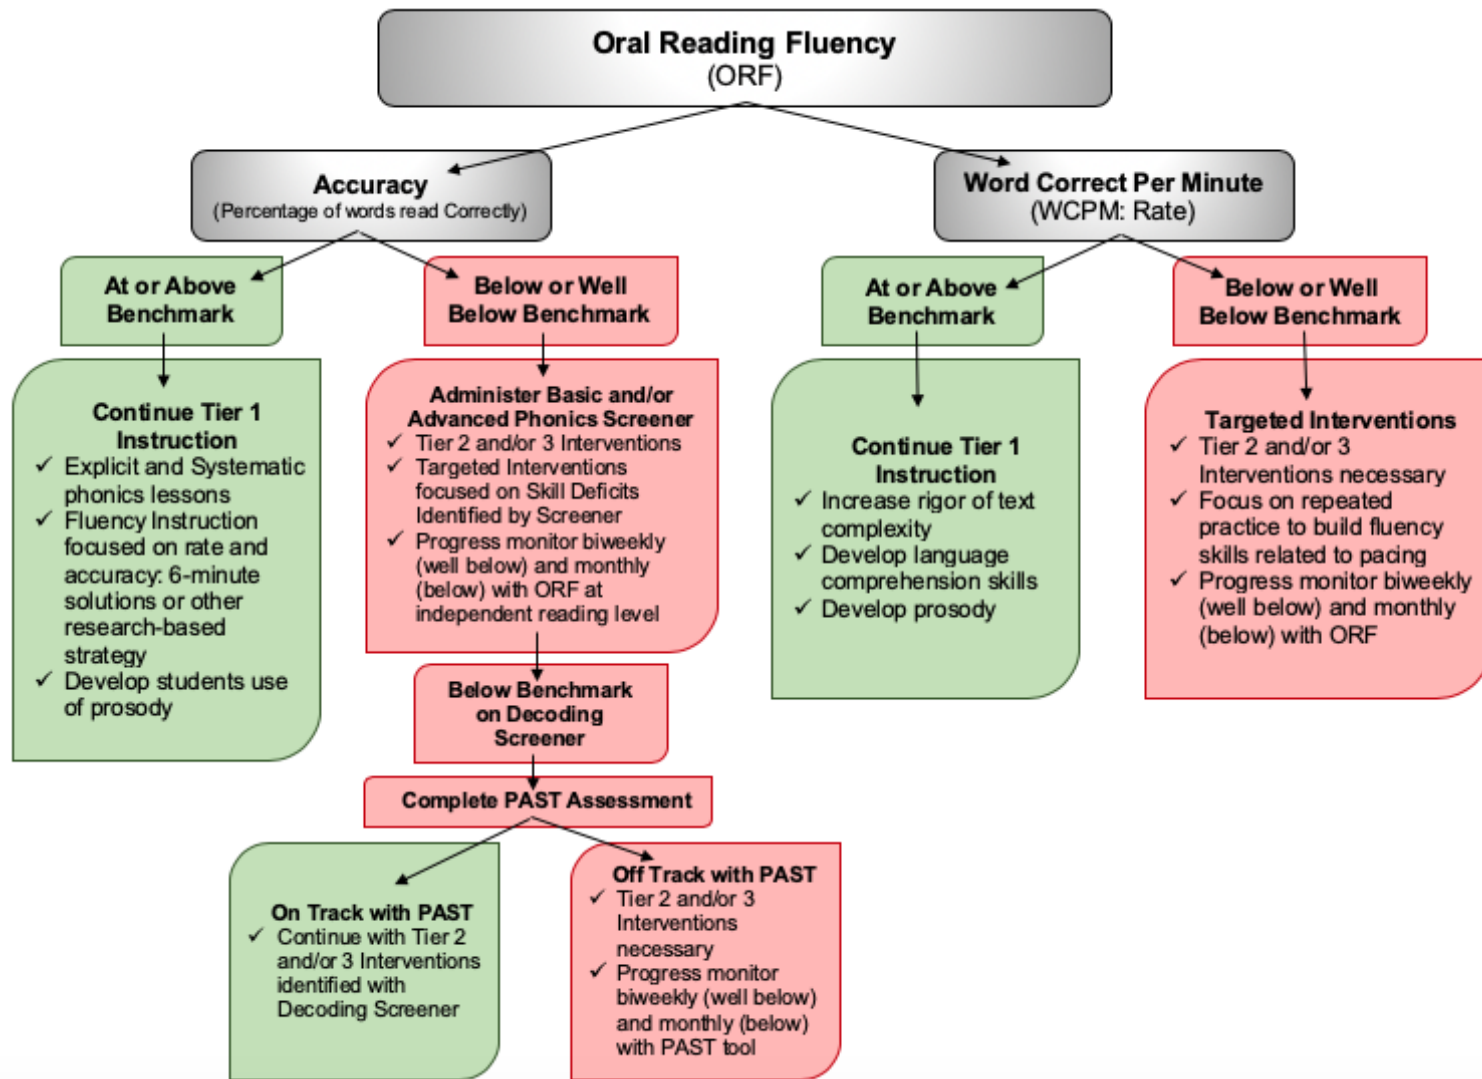 Oral Reading Fluency
(ORF)
Accuracy
(Percentage of words read Correctly)
Word Correct Per Minute
(WCPM: Rate)
At or Above
Benchmark
Below or Well
Below Benchmark
At or Above
Benchmark
Below or Well
Below Benchmark
Continue Tier 1
Instruction
✓ Explicit and Systematic
phonics lessons
✓ Fluency Instruction
focused on rate and
accuracy: 6-minute
solutions or other
research-based
strategy
✓ Develop students use
of prosody
Administer Basic and/or
Advanced Phonics Screener
✓ Tier 2 and/or 3 Interventions
✓ Targeted Interventions
focused on Skill Deficits
Identified by Screener
✓ Progress monitor biweekly
(well below) and monthly
(below) with ORF at
independent reading level
Continue Tier 1
Instruction
✓ Increase rigor of text
complexity
✓ Develop language
comprehension skills
✓ Develop prosody
Targeted Interventions
✓ Tier 2 and/or 3
Interventions necessary
✓ Focus on repeated
practice to build fluency
skills related to pacing
✓ Progress monitor biweekly
(well below) and monthly
(below) with ORF
Below Benchmark
on Decoding
Screener
Complete PAST Assessment
On Track with PAST
✓ Continue with Tier 2
and/or 3 Interventions
identified with
Decoding Screener
Off Track with PAST
✓ Tier 2 and/or 3
Interventions
necessary
✓ Progress monitor
biweekly (well below)
and monthly (below)
with PAST tool